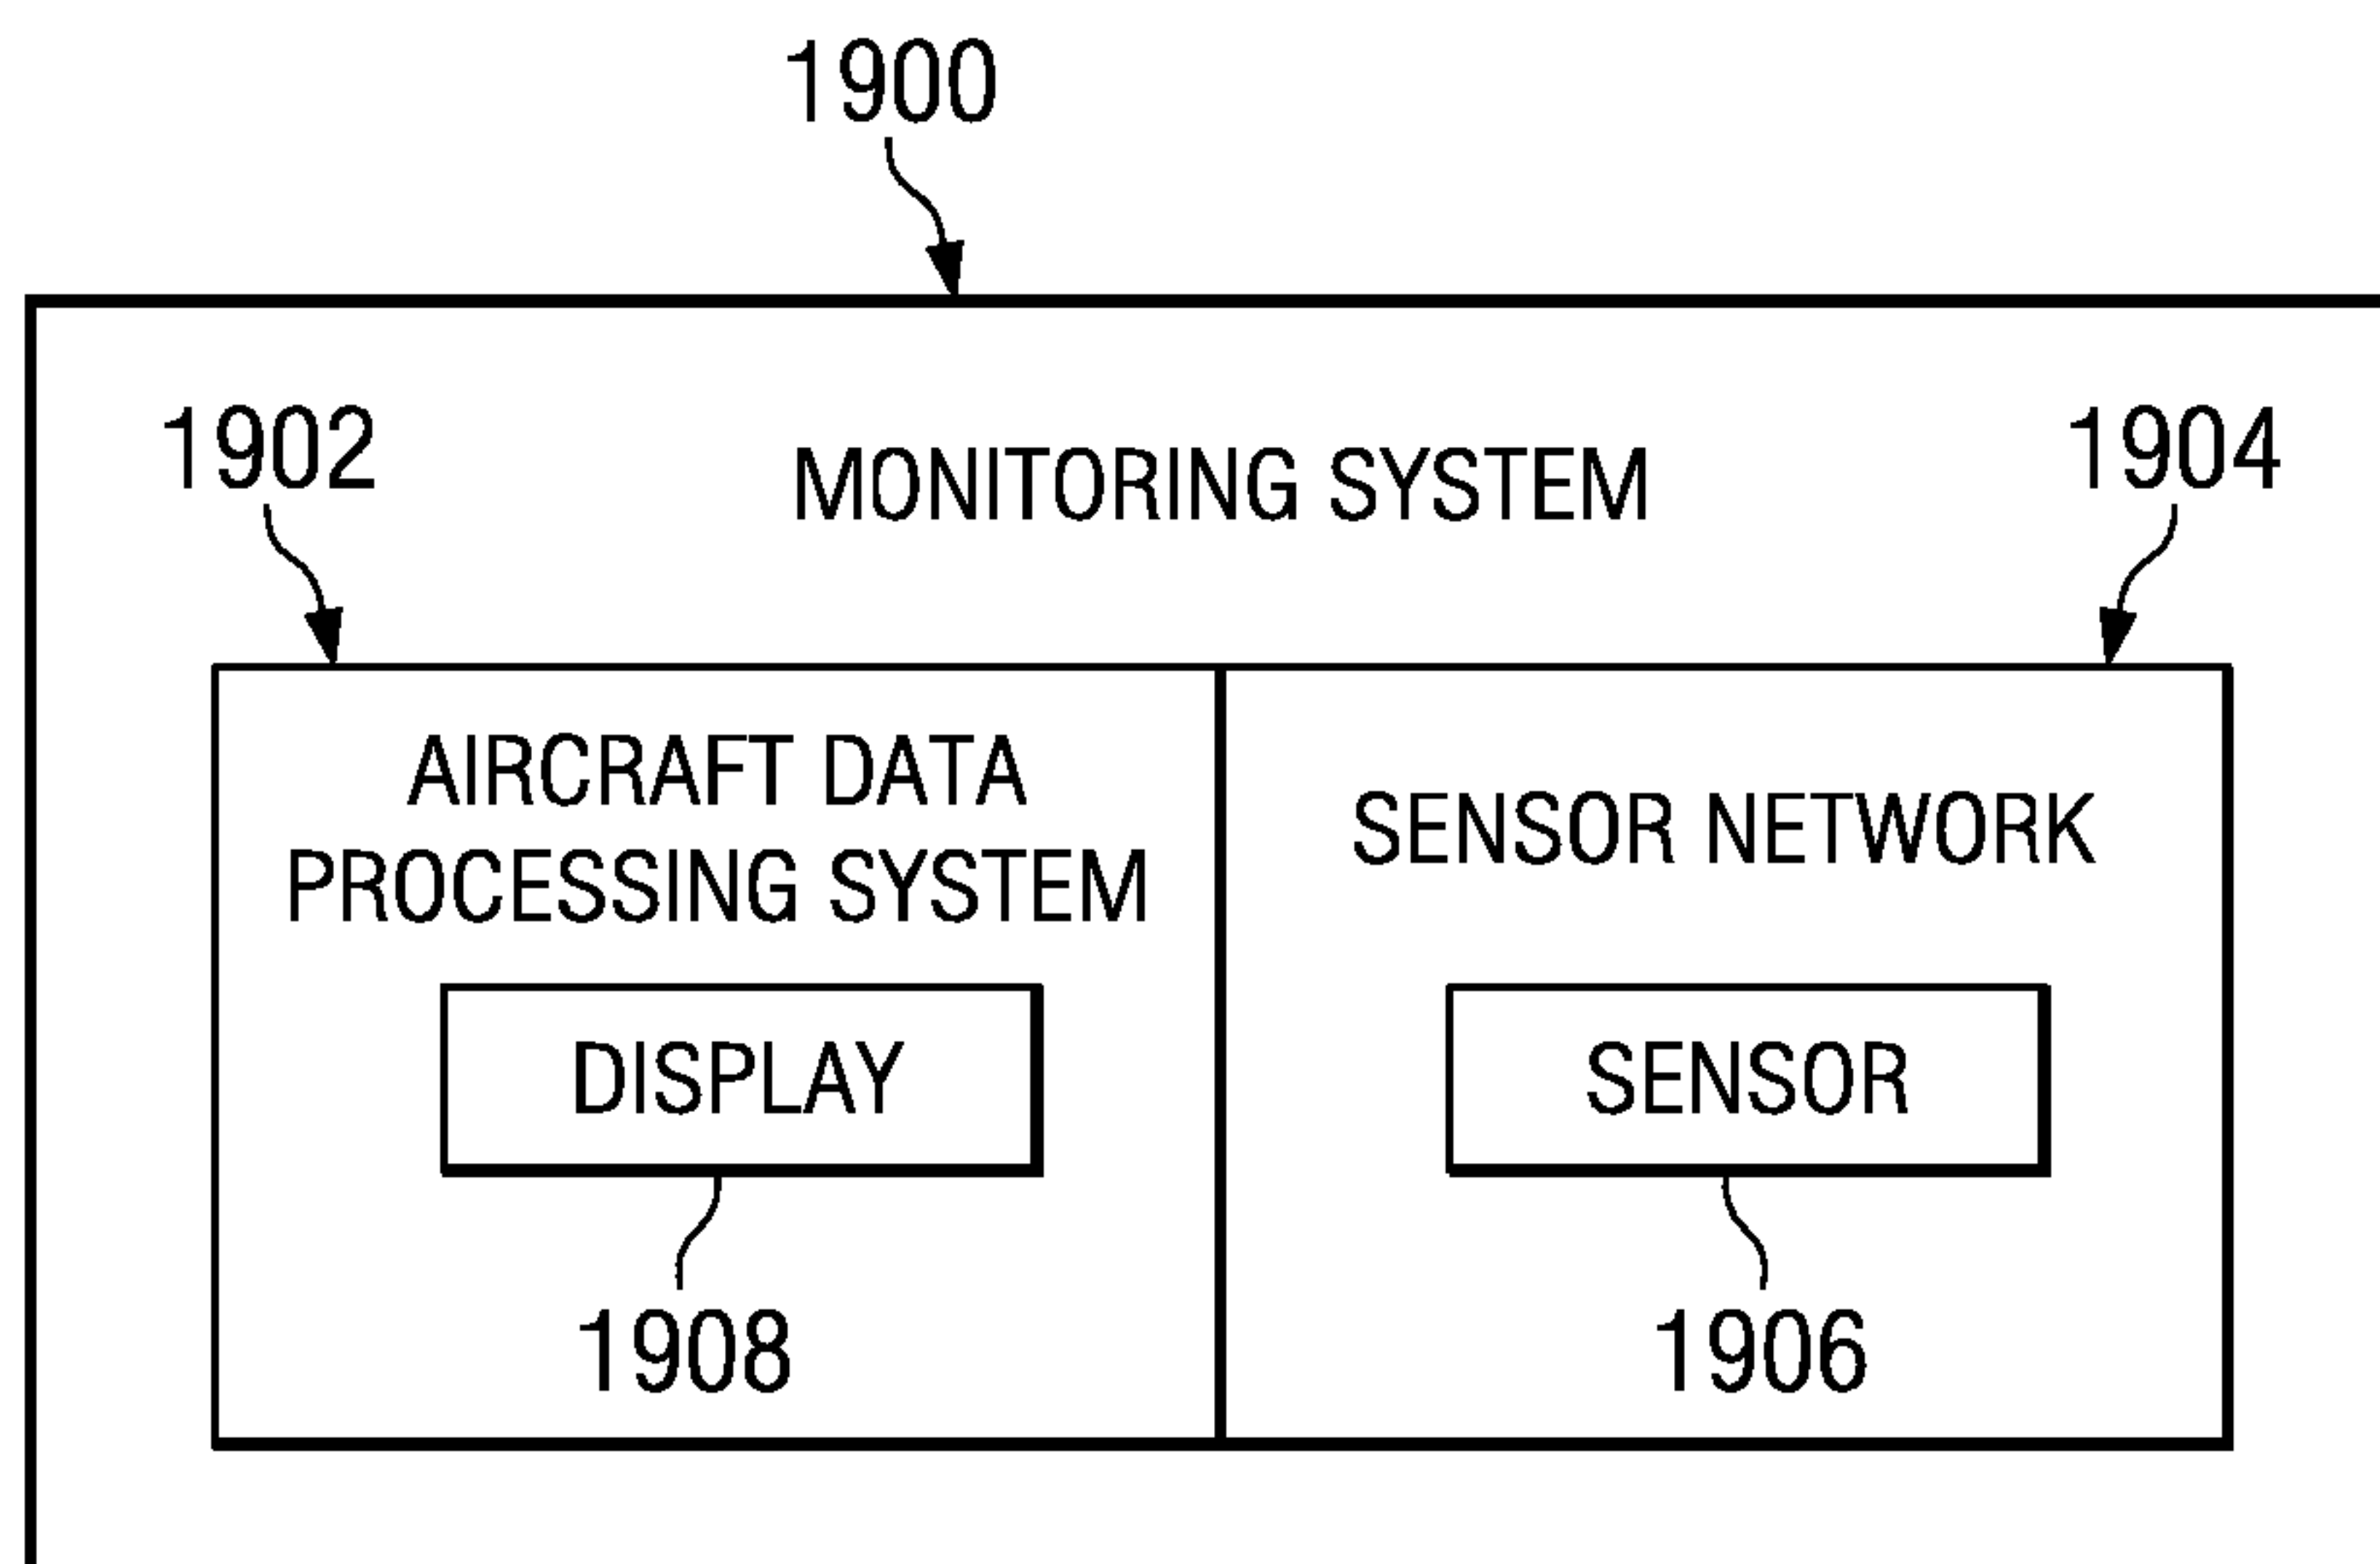 1900
1902
MONITORING SYSTEM
1904
AIRCRAFT DATA
PROCESSING SYSTEM
SENSOR NETWORK
DISPLAY
SENSOR
1908
1906